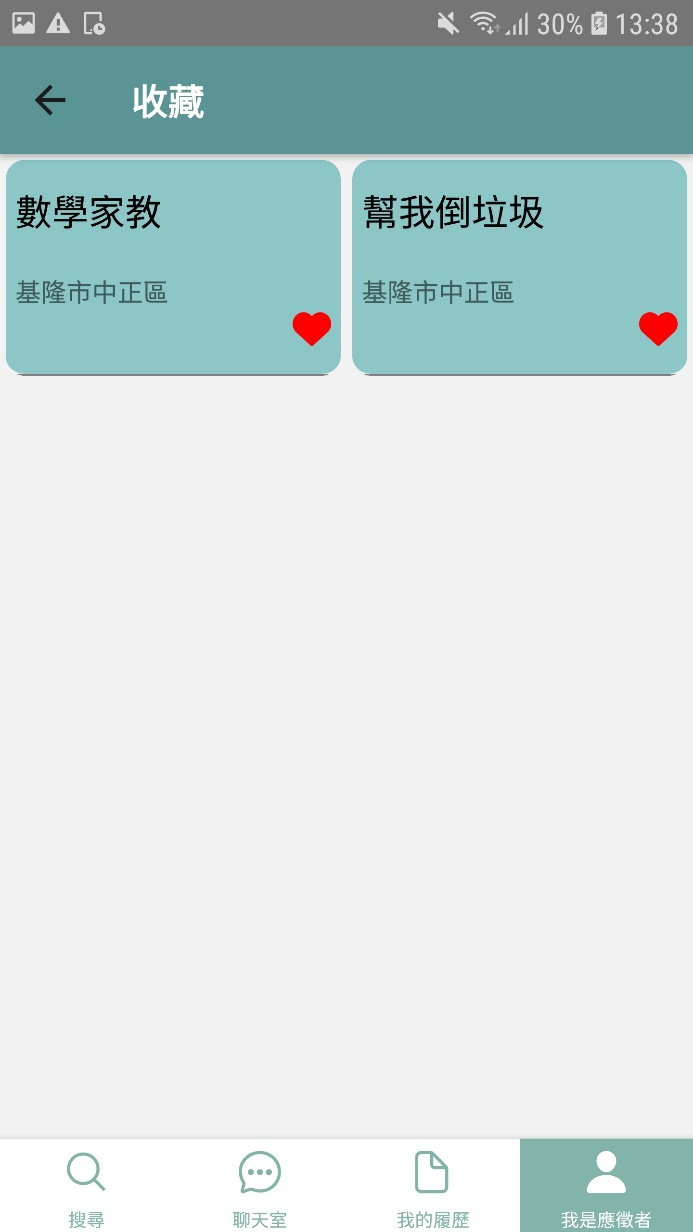 30% 13:38
收藏
數學家教
基隆市中正區
幫我倒垃圾
基隆市中正區
搜尋
聊天室
我的履歷
我是應徵者